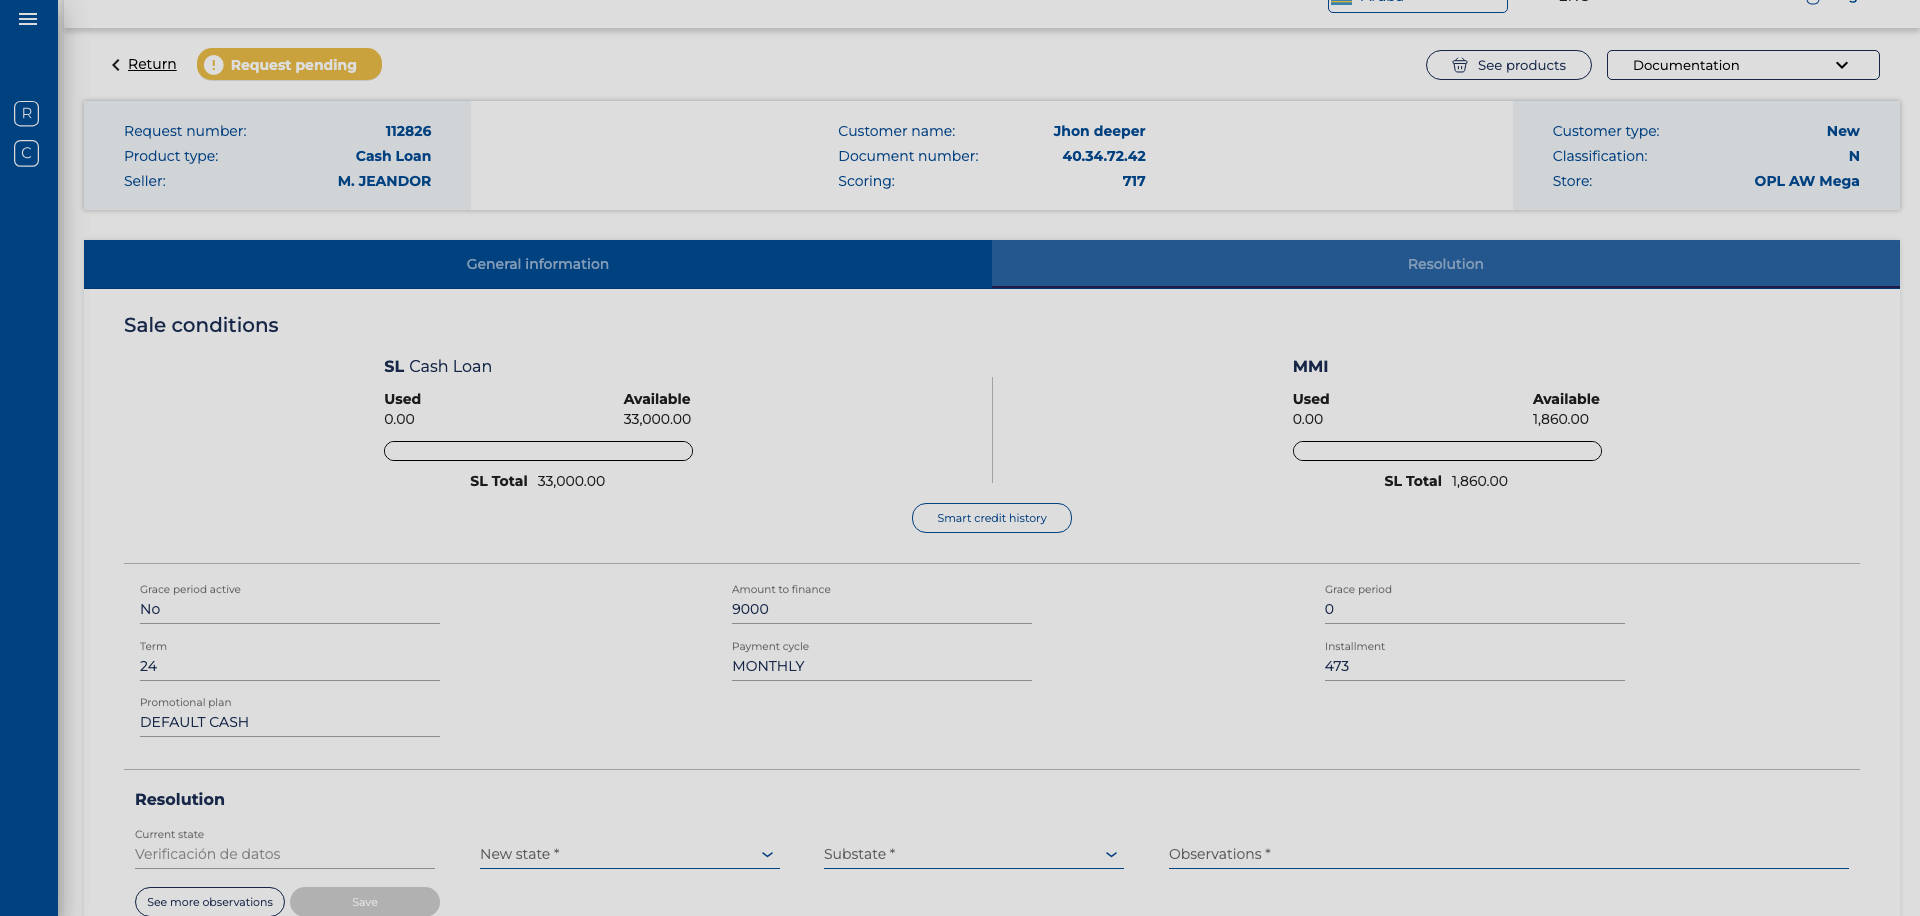 Return
Request pending
See products
Documentation
R
C
Request number: 112826
Product type: Cash Loan
Seller: M. JEANDOR
Customer name: Jhon deeper
Document number: 40.34.72.42
Scoring: 717
Customer type: New
Classification: N
Store: OPL AW Mega
General information
Resolution
Sale conditions
SL Cash Loan
Used Available
0.00 33,000.00
SL Total 33,000.00
MMI
Used Available
0.00 1,860.00
SL Total 1,860.00
Smart credit history
Grace period active
No
Amount to finance
9000
Grace period
0
Term
24
Payment cycle
MONTHLY
Installment
473
Promotional plan
DEFAULT CASH
Resolution
Current state
Verificación de datos
New state *
Substate *
Observations *
See more observations
Save